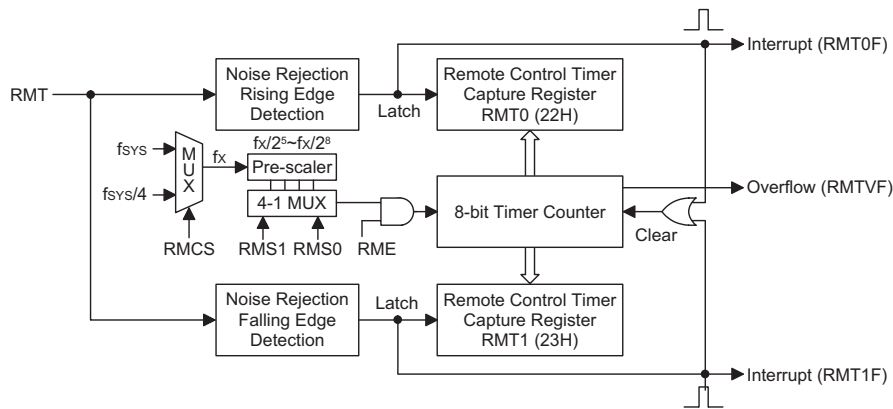 Interrupt (RMT0F)
RMT
Noise Rejection
Rising Edge
Detection
Latch
Remote Control Timer
Capture Register
RMT0 (22H)
fSYS
fSYS/4
MUX
fX
fX/2⁵~fX/2⁸
Pre-scaler
4-1 MUX
RMCS
RMS1
RMS0
RME
8-bit Timer Counter
Overflow (RMTVF)
Clear
Noise Rejection
Falling Edge
Detection
Latch
Remote Control Timer
Capture Register
RMT1 (23H)
Interrupt (RMT1F)